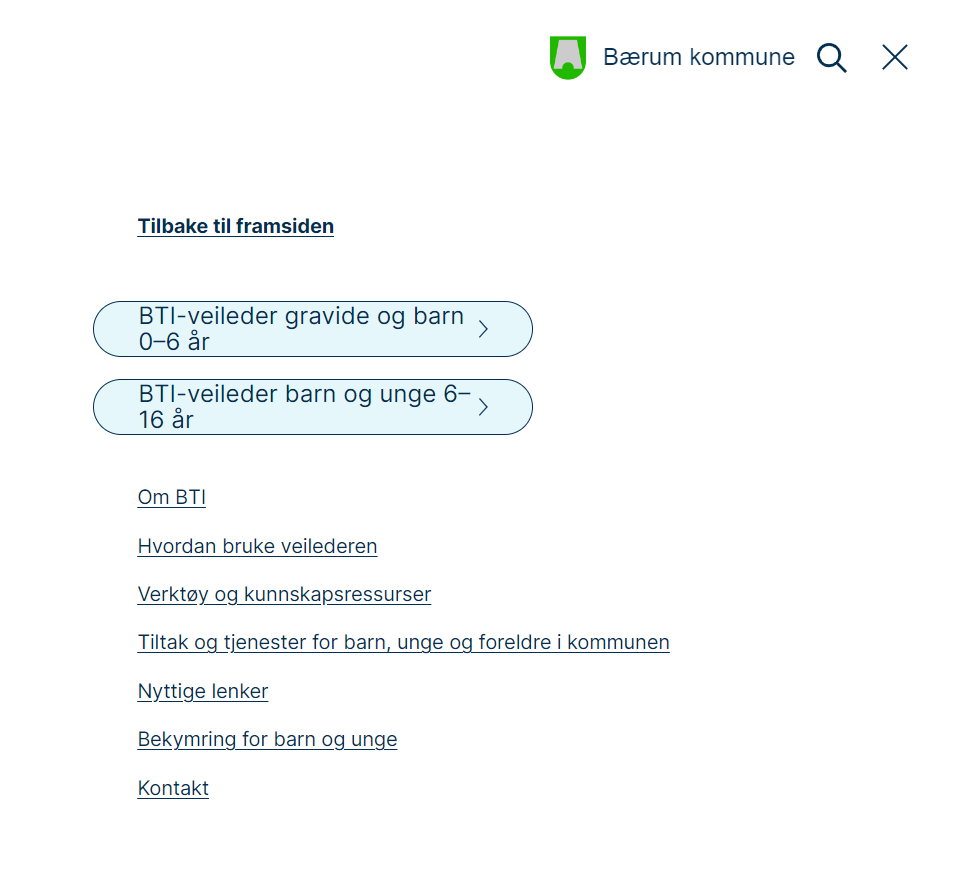 Bærum kommune
Tilbake til framsiden
BTI-veileder gravide og barn
0–6 år
BTI-veileder barn og unge 6–
16 år
Om BTI
Hvordan bruke veilederen
Verktøy og kunnskapsressurser
Tiltak og tjenester for barn, unge og foreldre i kommunen
Nyttige lenker
Bekymring for barn og unge
Kontakt